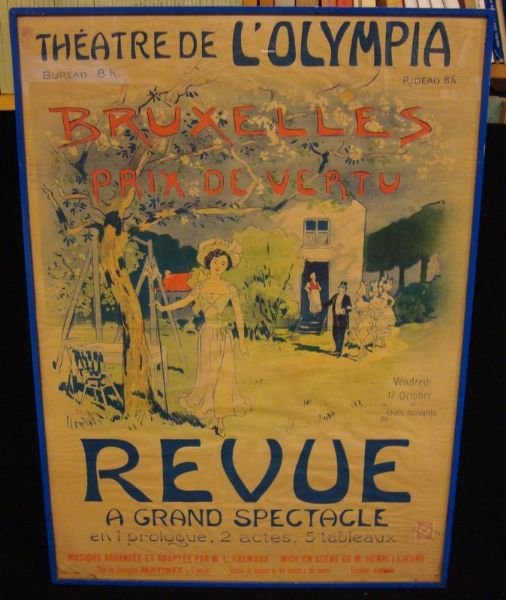 THÉATRE DE L'OLYMPIA
BUREAU 8 H.
RIDEAU 8½
BRUXELLES
PRIX DE VERTU
Vendredi
17 Octobre
et
jours suivants
REVUE
A GRAND SPECTACLE
en 1 prologue, 2 actes, 5 tableaux
MUSIQUE ARRANGÉE ET ADAPTÉE PAR M. L. FREMAUX MISE EN SCÈNE DE M. HENRI LEJEUNE
MATINÉE